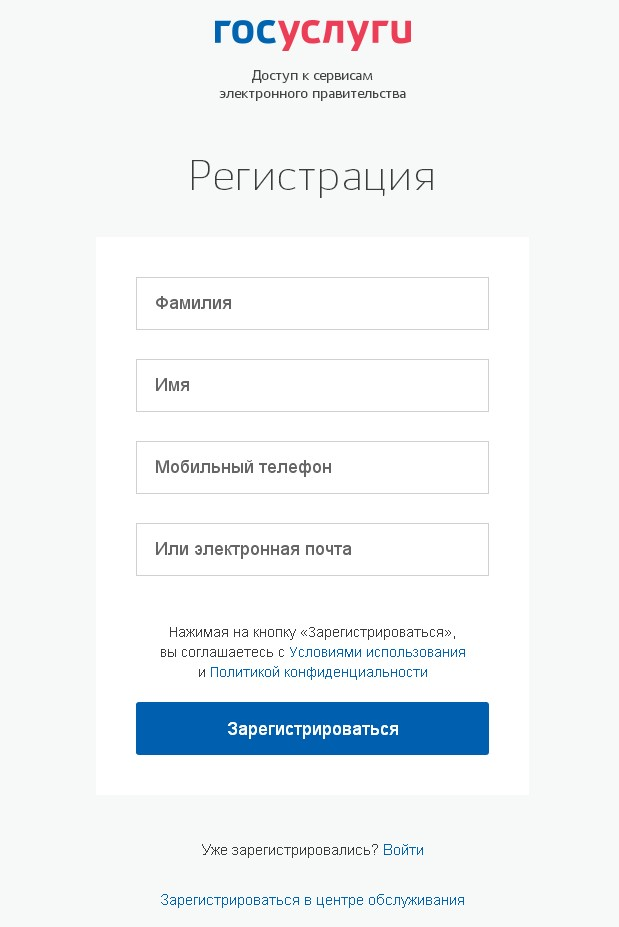 госуслуги
Доступ к сервисам
электронного правительства
Регистрация
Фамилия
Имя
Мобильный телефон
Или электронная почта
Нажимая на кнопку «Зарегистрироваться»,
вы соглашаетесь с Условиями использования
и Политикой конфиденциальности
Зарегистрироваться
Уже зарегистрировались? Войти
Зарегистрироваться в центре обслуживания